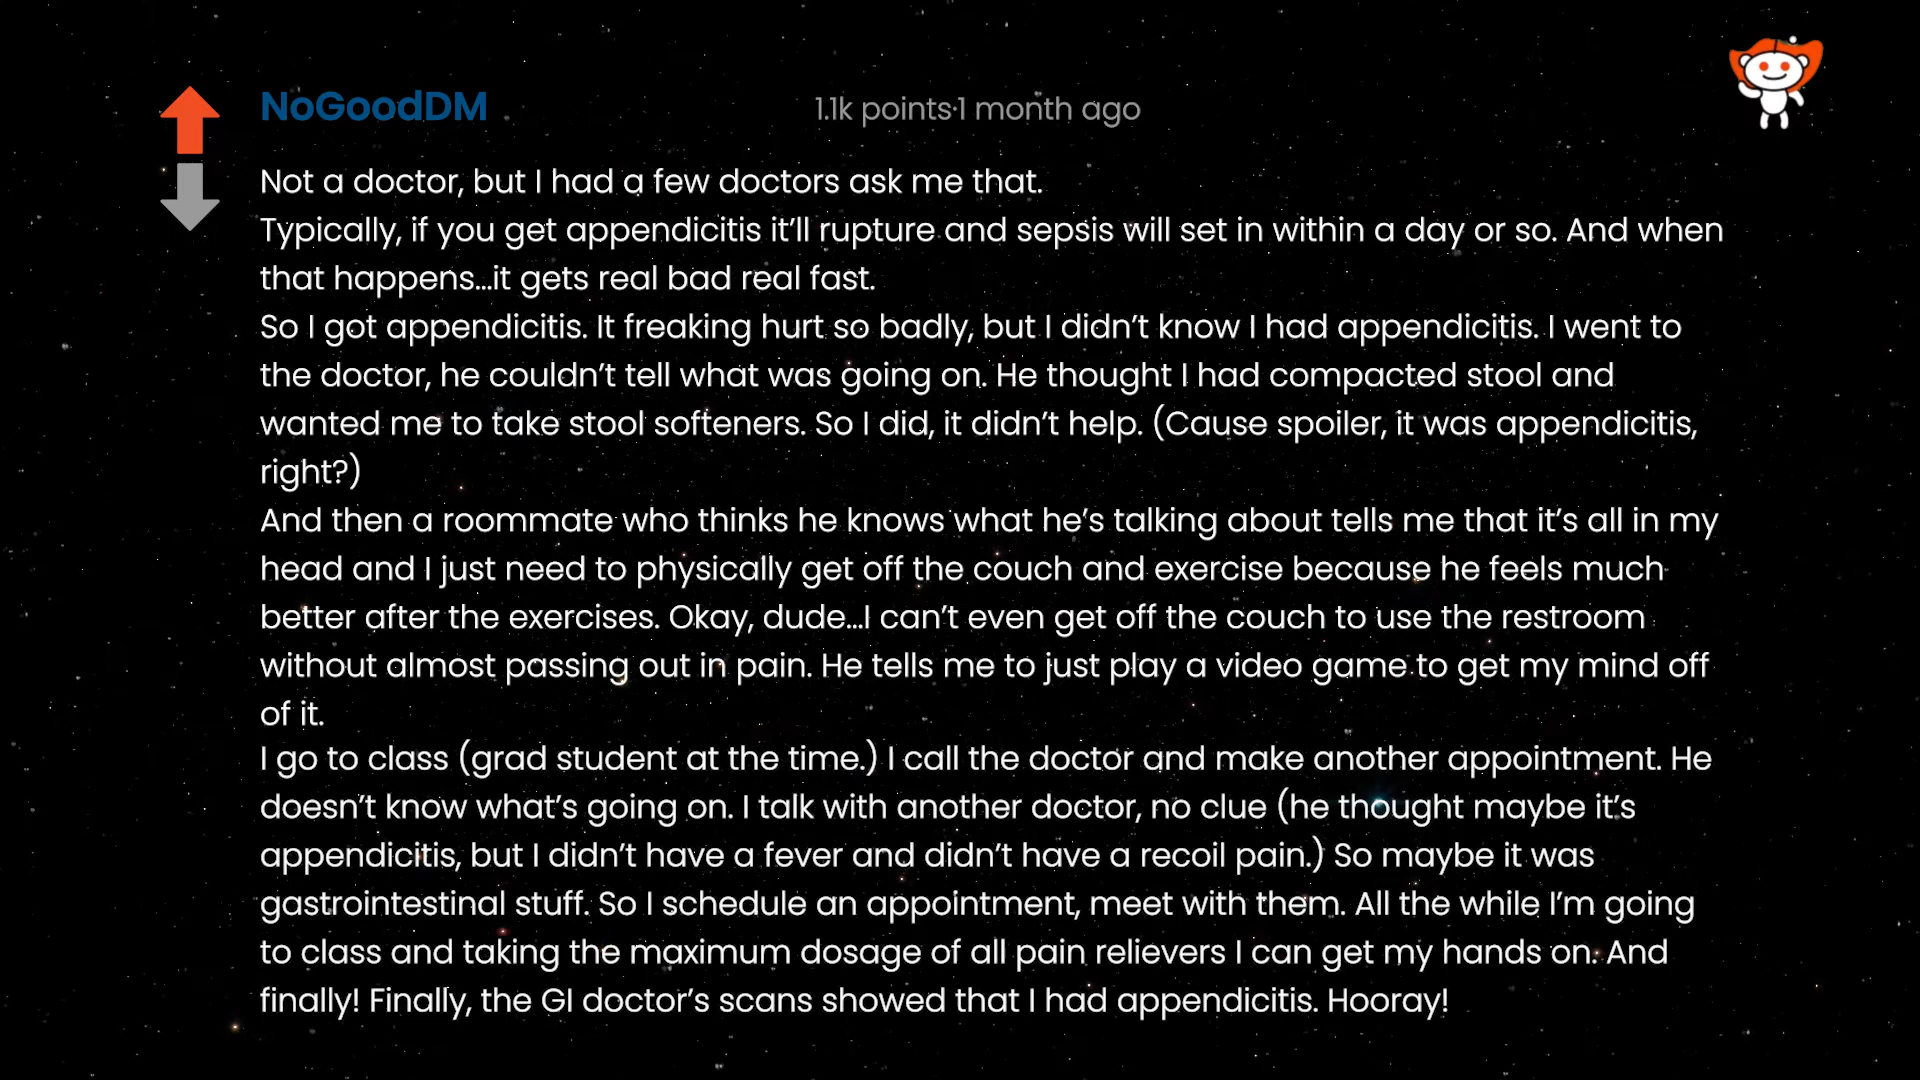 NoGoodDM
1.1k points·1 month ago
Not a doctor, but I had a few doctors ask me that.
Typically, if you get appendicitis it’ll rupture and sepsis will set in within a day or so. And when
that happens…it gets real bad real fast.
So I got appendicitis. It freaking hurt so badly, but I didn’t know I had appendicitis. I went to
the doctor, he couldn’t tell what was going on. He thought I had compacted stool and
wanted me to take stool softeners. So I did, it didn’t help. (Cause spoiler, it was appendicitis,
right?)
And then a roommate who thinks he knows what he’s talking about tells me that it’s all in my
head and I just need to physically get off the couch and exercise because he feels much
better after the exercises. Okay, dude…I can’t even get off the couch to use the restroom
without almost passing out in pain. He tells me to just play a video game to get my mind off
of it.
I go to class (grad student at the time.) I call the doctor and make another appointment. He
doesn’t know what’s going on. I talk with another doctor, no clue (he thought maybe it’s
appendicitis, but I didn’t have a fever and didn’t have a recoil pain.) So maybe it was
gastrointestinal stuff. So I schedule an appointment, meet with them. All the while I’m going
to class and taking the maximum dosage of all pain relievers I can get my hands on. And
finally! Finally, the GI doctor’s scans showed that I had appendicitis. Hooray!